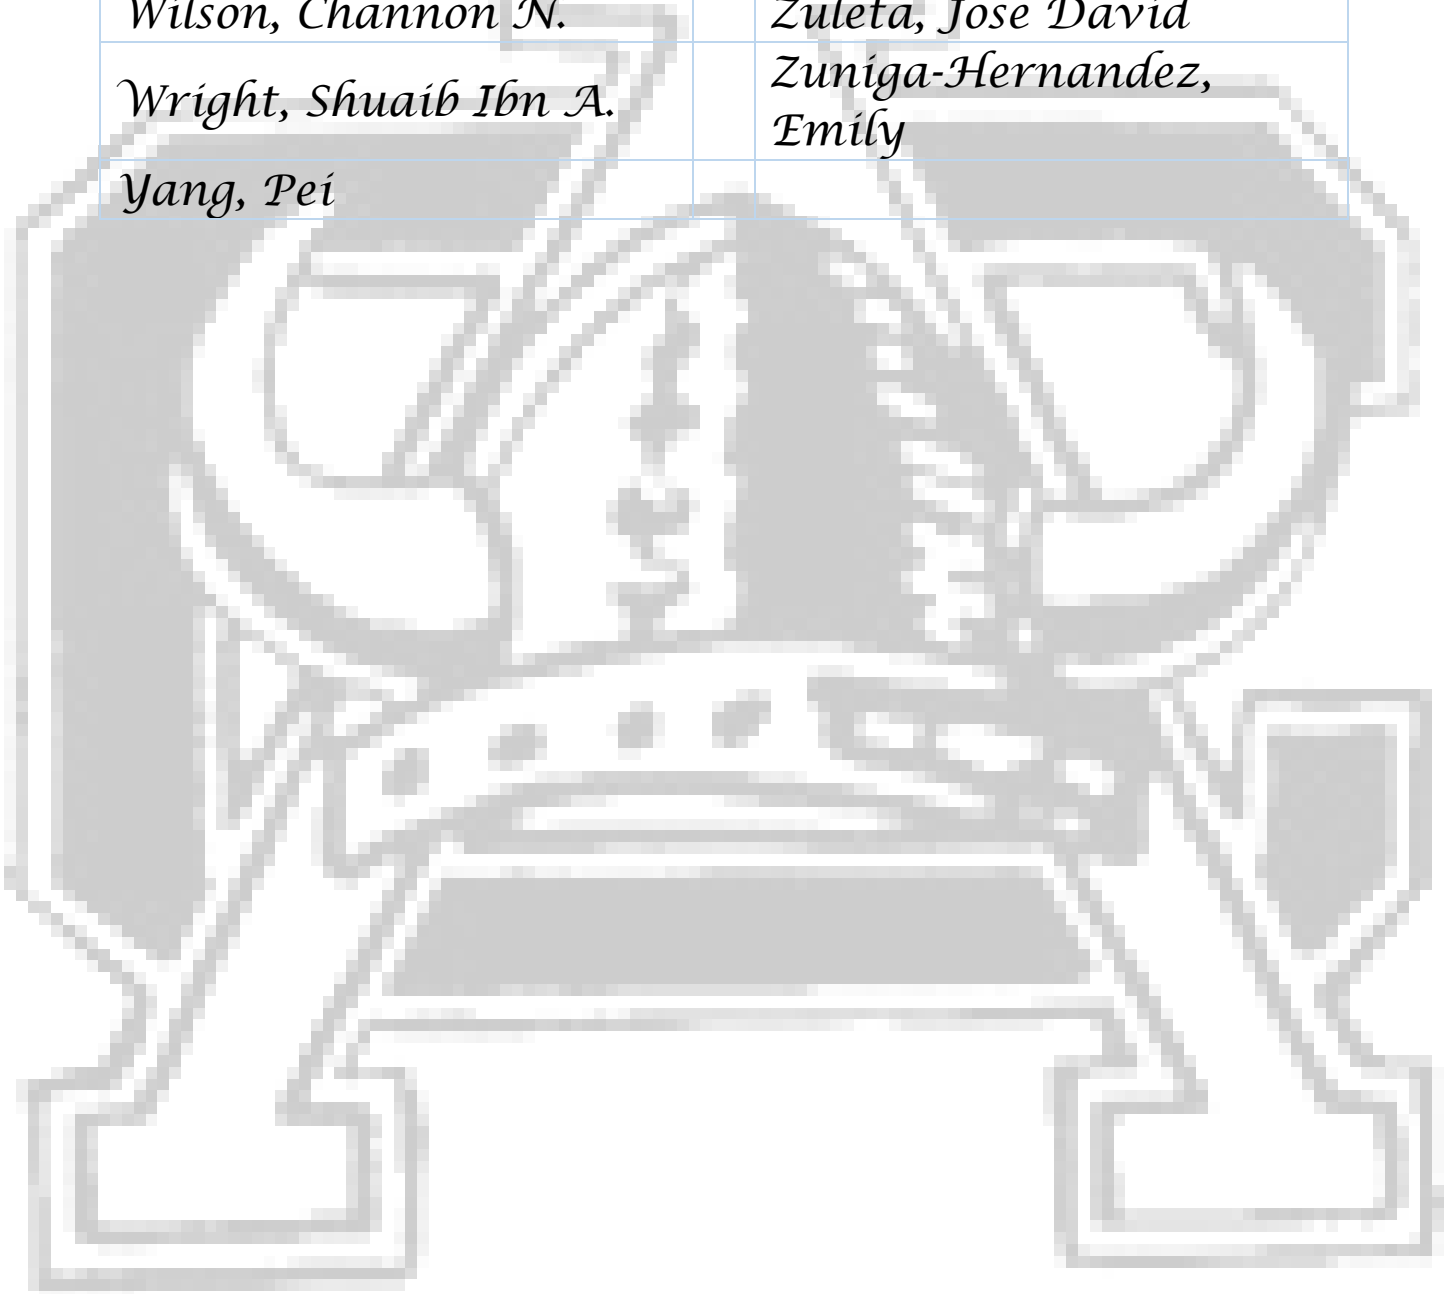 Wilson, Channon N.
Zuleta, Jose David
Wright, Shuaib Ibn A.
Zuniga-Hernandez,
Emily
Yang, Pei